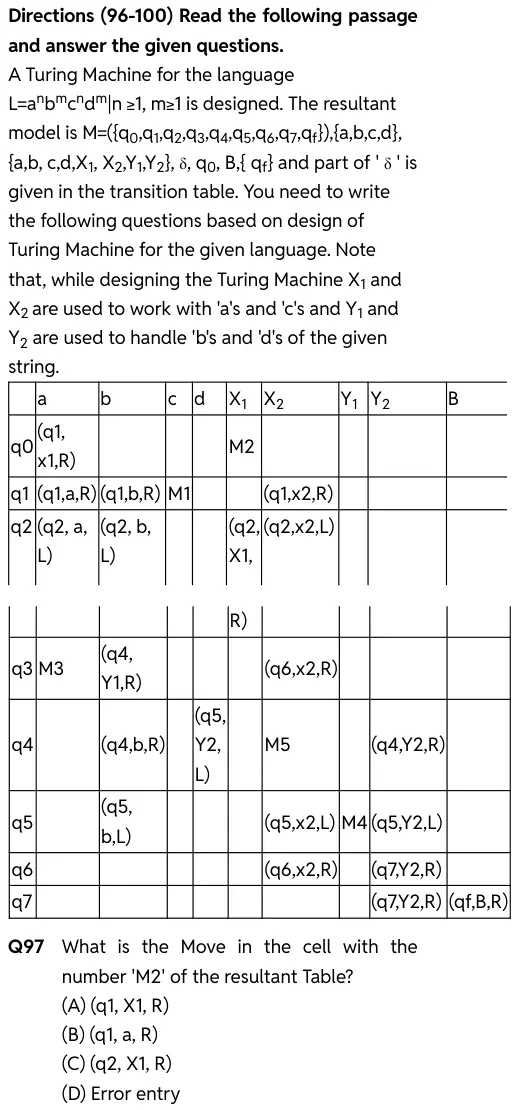 Directions (96-100) Read the following passage
and answer the given questions.
A Turing Machine for the language
L=aⁿbᵐcⁿdᵐ|n ≥1, m≥1 is designed. The resultant
model is M=({q₀,q₁,q₂,q₃,q₄,q₅,q₆,q₇,q_f}),{a,b,c,d},
{a,b, c,d,X₁, X₂,Y₁,Y₂}, δ, q₀, B,{ q_f} and part of ' δ ' is
given in the transition table. You need to write
the following questions based on design of
Turing Machine for the given language. Note
that, while designing the Turing Machine X₁ and
X₂ are used to work with 'a's and 'c's and Y₁ and
Y₂ are used to handle 'b's and 'd's of the given
string.
a b c d X₁ X₂ Y₁ Y₂ B
q0 (q1, x1,R) M2
q1 (q1,a,R) (q1,b,R) M1 (q1,x2,R)
q2 (q2, a, L) (q2, b, L) (q2, X1, (q2,x2,L)
R)
q3 M3 (q4, Y1,R) (q6,x2,R)
q4 (q4,b,R) (q5, Y2, L) M5 (q4,Y2,R)
q5 (q5, b,L) (q5,x2,L) M4 (q5,Y2,L)
q6 (q6,x2,R) (q7,Y2,R)
q7 (q7,Y2,R) (qf,B,R)
Q97 What is the Move in the cell with the
number 'M2' of the resultant Table?
(A) (q1, X1, R)
(B) (q1, a, R)
(C) (q2, X1, R)
(D) Error entry